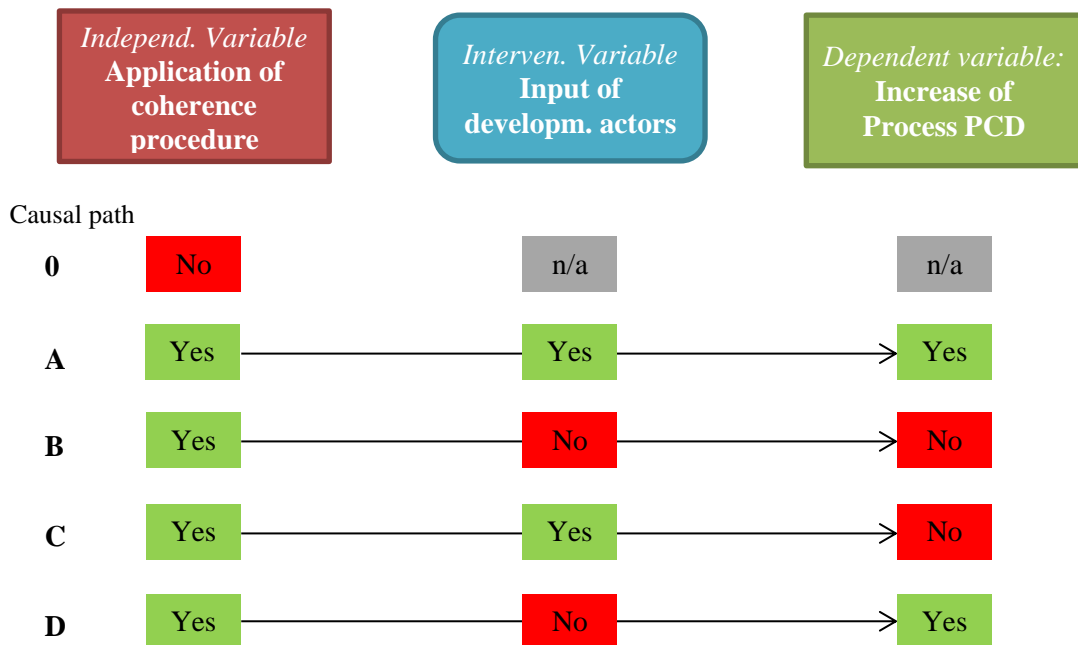 Independ. Variable
Application of
coherence
procedure
Interven. Variable
Input of
developm. actors
Dependent variable:
Increase of
Process PCD
Causal path
0 No n/a n/a
A Yes Yes Yes
B Yes No No
C Yes Yes No
D Yes No Yes